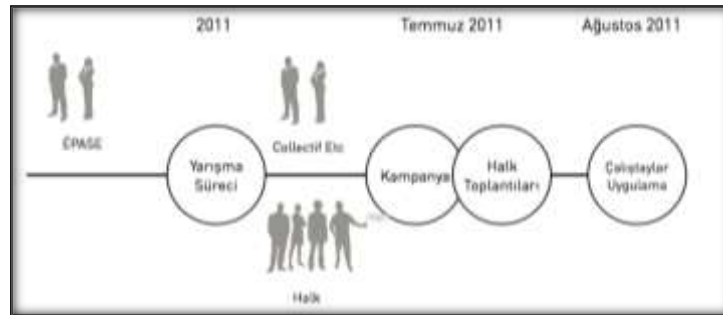 2011
Temmuz 2011
Ağustos 2011
ÉPASE
Collectif Etc
Yarışma
Süreci
Kampanya
Halk
Toplantıları
Çalıştaylar
Uygulama
Halk